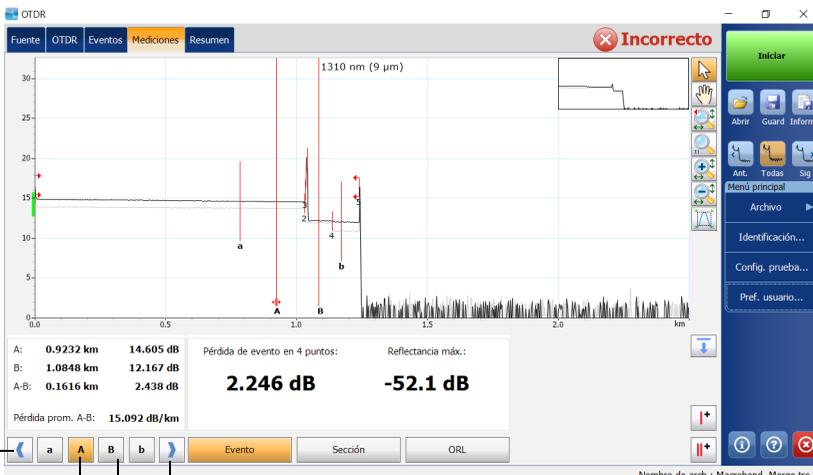 OTDR
Fuente OTDR Eventos Mediciones Resumen
Incorrecto
1310 nm (9 µm)
30
25
20
15
10
5
0
0.0 0.5 1.0 1.5 2.0 km
a A B b
2 3 4 5
A: 0.9232 km 14.605 dB
B: 1.0848 km 12.167 dB
A-B: 0.1616 km 2.438 dB
Pérdida prom. A-B: 15.092 dB/km
Pérdida de evento en 4 puntos:
2.246 dB
Reflectancia máx.:
-52.1 dB
a A B b
Evento Sección ORL
Iniciar
Abrir Guard Inform
Ant. Todas Sig
Menú principal
Archivo
Identificación...
Config. prueba...
Pref. usuario...